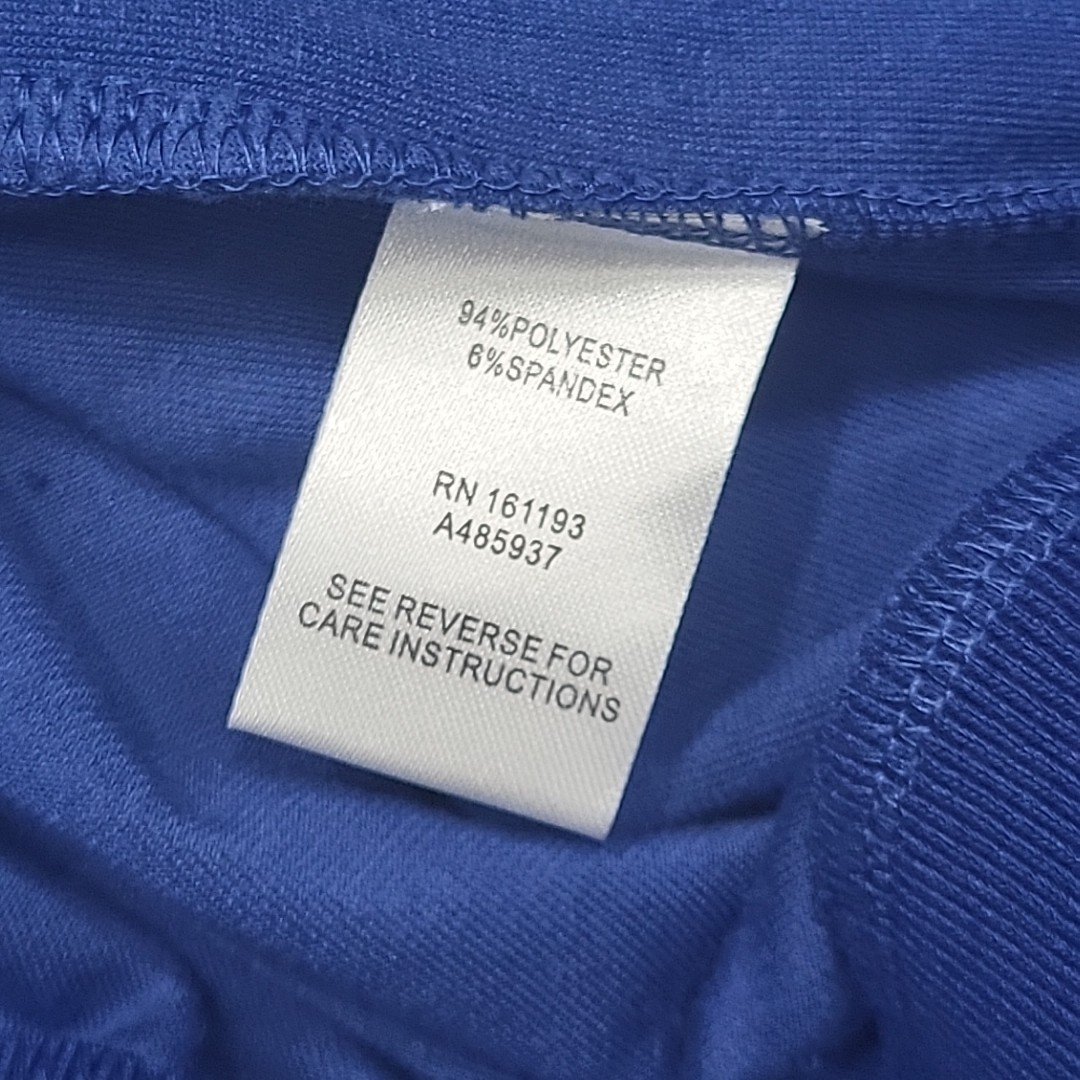 94%POLYESTER
6%SPANDEX
RN 161193
A485937
SEE REVERSE FOR
CARE INSTRUCTIONS